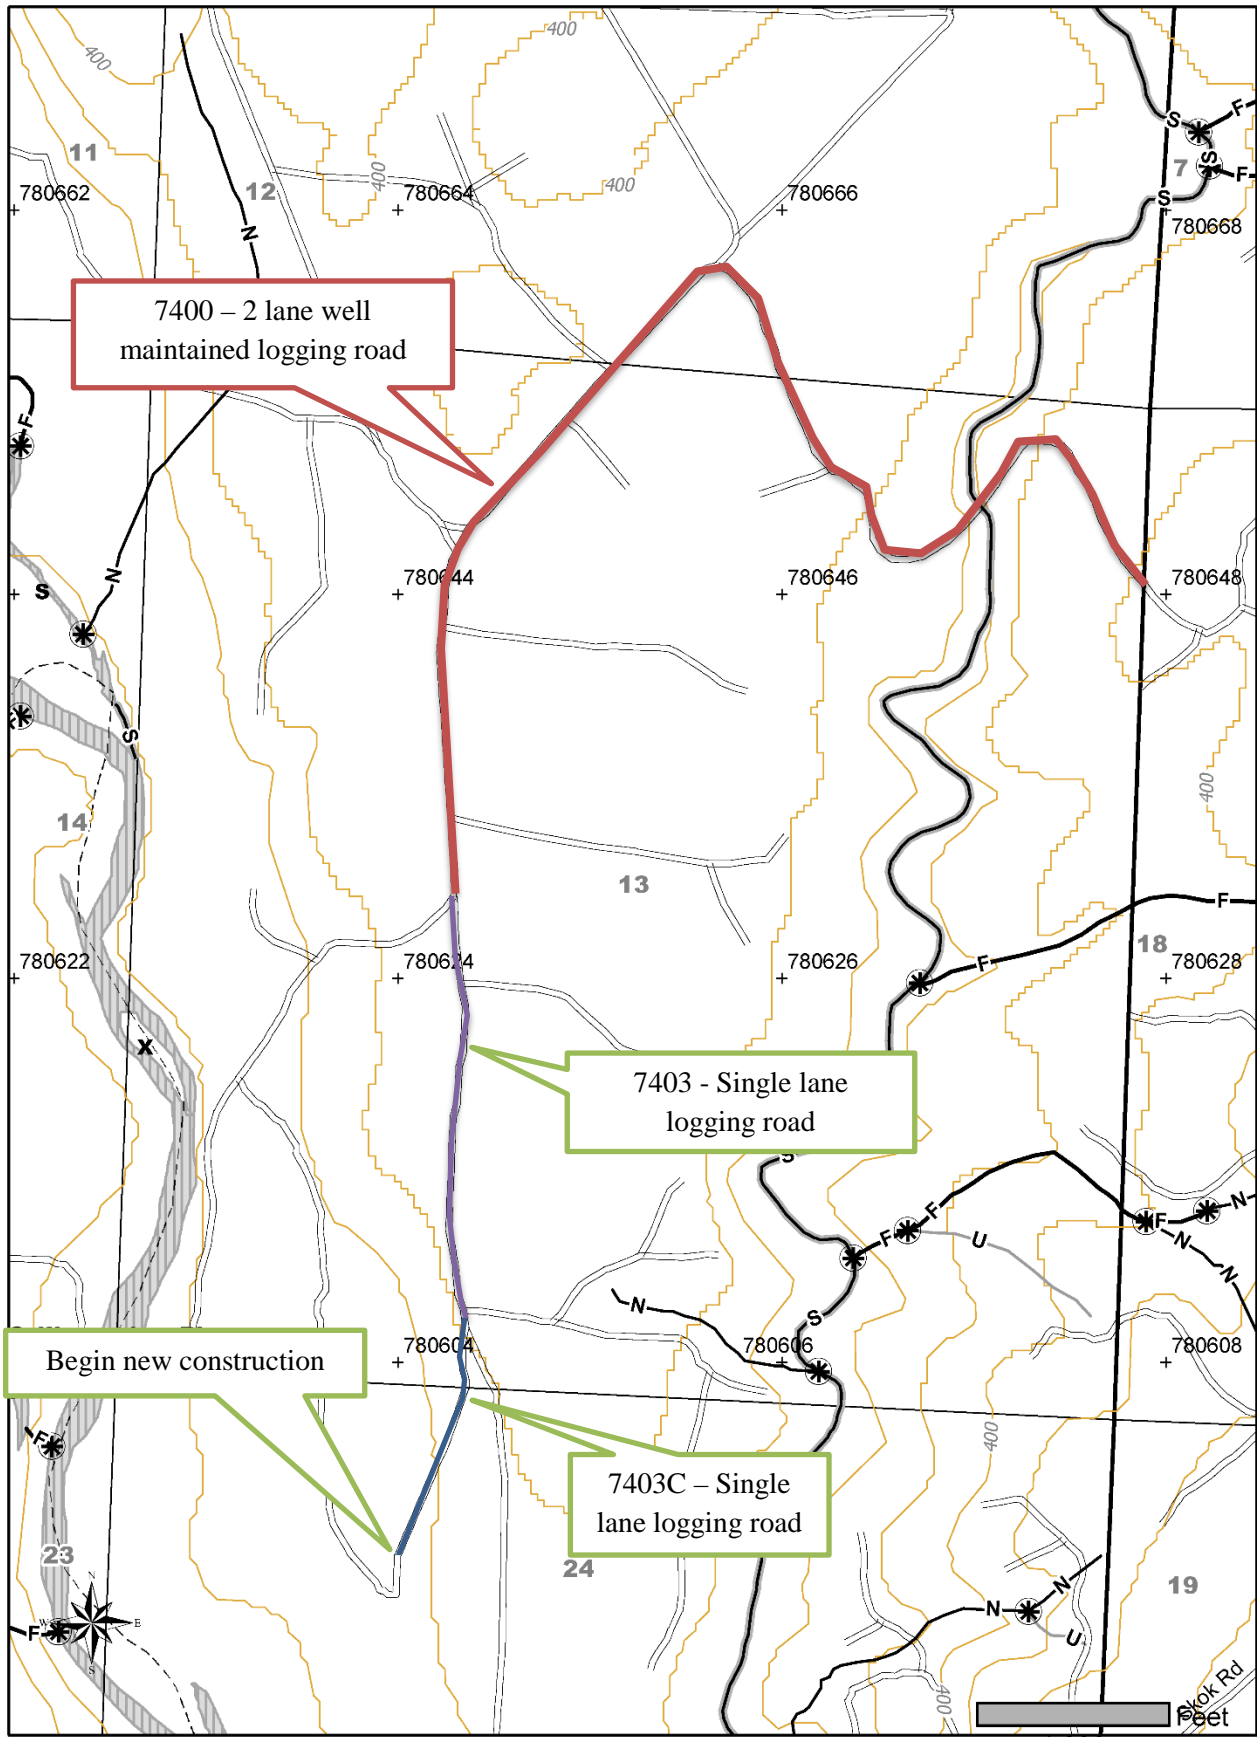 400
400
S
F
11
12
400
400
S
7
F
780662
780664
780666
S
780668
N
7400 – 2 lane well
maintained logging road
F
N
S
780644
780646
780648
S
14
400
13
F
18
780622
780624
780626
F
780628
X
7403 - Single lane
logging road
S
F
F
F
N
U
N
N
N
S
Begin new construction
780604
780606
780608
F
400
7403C – Single
lane logging road
23
24
19
N
N
N
W
E
F
S
U
400
Skok Rd
Feet